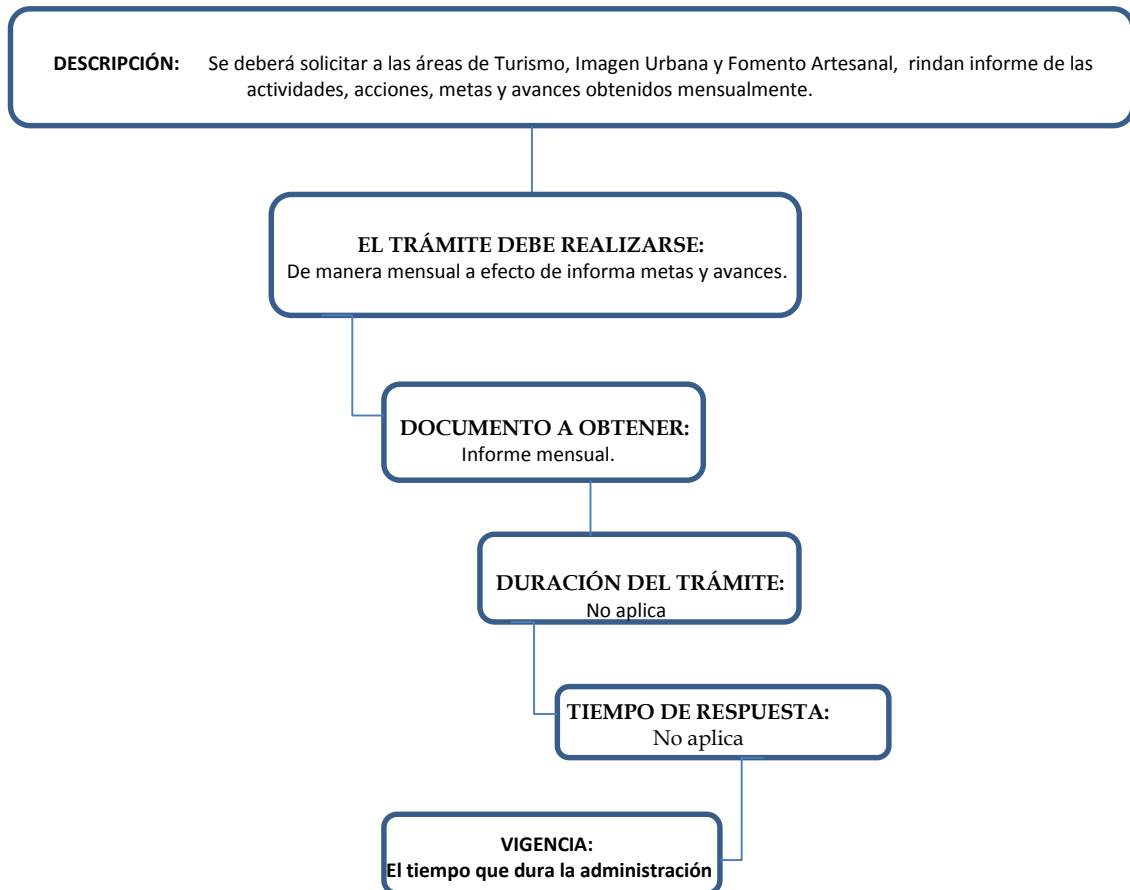 DESCRIPCIÓN: Se deberá solicitar a las áreas de Turismo, Imagen Urbana y Fomento Artesanal, rindan informe de las
actividades, acciones, metas y avances obtenidos mensualmente.
EL TRÁMITE DEBE REALIZARSE:
De manera mensual a efecto de informa metas y avances.
DOCUMENTO A OBTENER:
Informe mensual.
DURACIÓN DEL TRÁMITE:
No aplica
TIEMPO DE RESPUESTA:
No aplica
VIGENCIA:
El tiempo que dura la administración